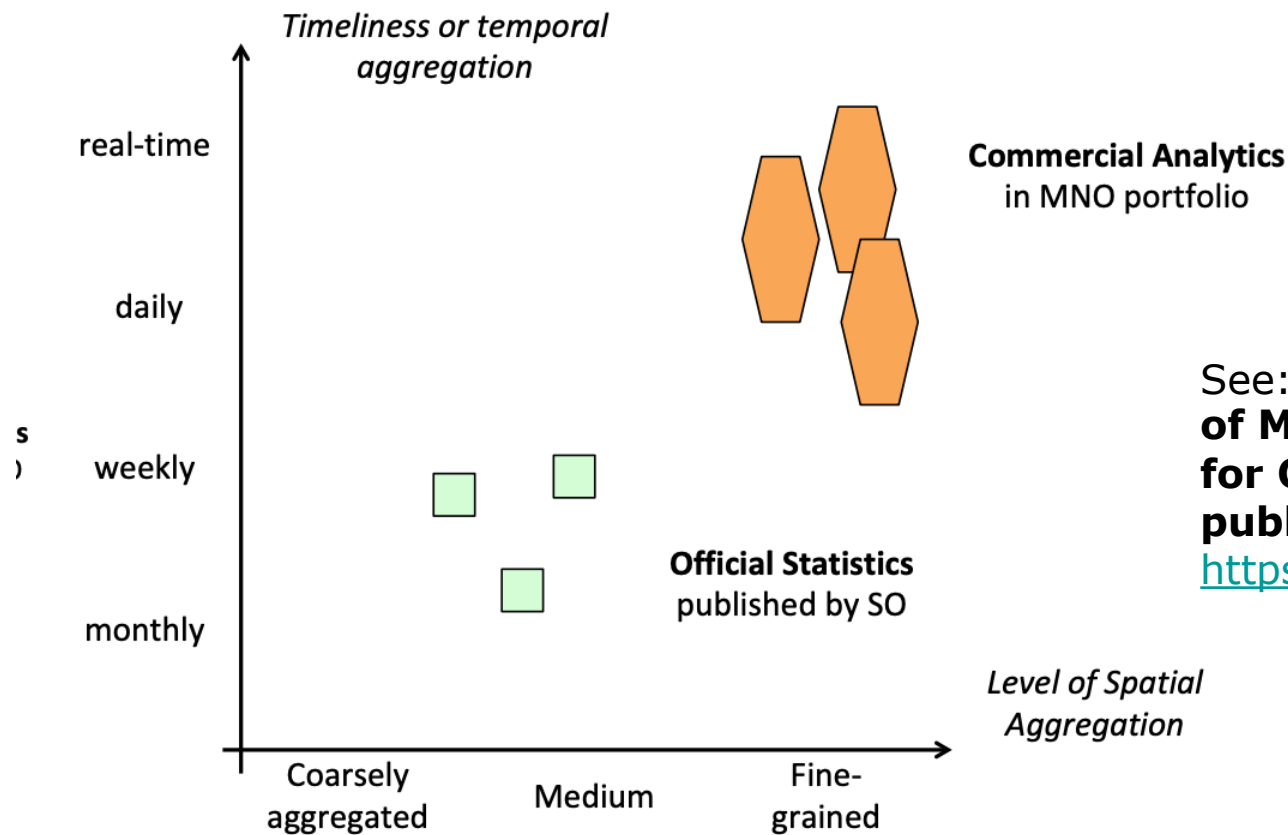 Timeliness or temporal
aggregation
real-time
Commercial Analytics
in MNO portfolio
daily
See:
of M
for
publ
https
s
weekly
Official Statistics
published by SO
monthly
Level of Spatial
Aggregation
Coarsely
aggregated
Medium
Fine-
grained